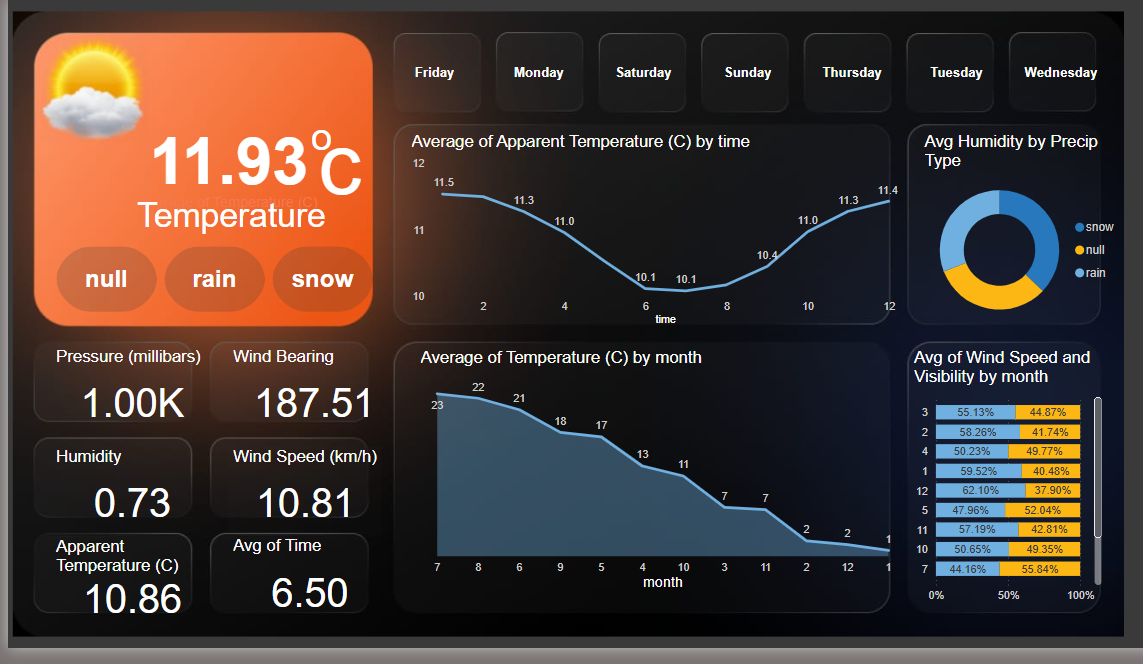 11.93
°C
Temperature
null
rain
snow
Pressure (millibars)
1.00K
Wind Bearing
187.51
Humidity
0.73
Wind Speed (km/h)
10.81
Apparent
Temperature (C)
10.86
Avg of Time
6.50
Friday
Monday
Saturday
Sunday
Thursday
Tuesday
Wednesday
Average of Apparent Temperature (C) by time
12
11
10
11.5
11.3
11.0
10.1
10.1
10.4
11.0
11.3
11.4
2
4
6
8
10
12
time
Avg Humidity by Precip
Type
snow
null
rain
Average of Temperature (C) by month
23
22
21
18
17
13
11
7
7
2
2
1
7
8
6
9
5
4
10
3
11
2
12
1
month
Avg of Wind Speed and
Visibility by month
3 55.13% 44.87%
2 58.26% 41.74%
4 50.23% 49.77%
1 59.52% 40.48%
12 62.10% 37.90%
5 47.96% 52.04%
11 57.19% 42.81%
10 50.65% 49.35%
7 44.16% 55.84%
0% 50% 100%